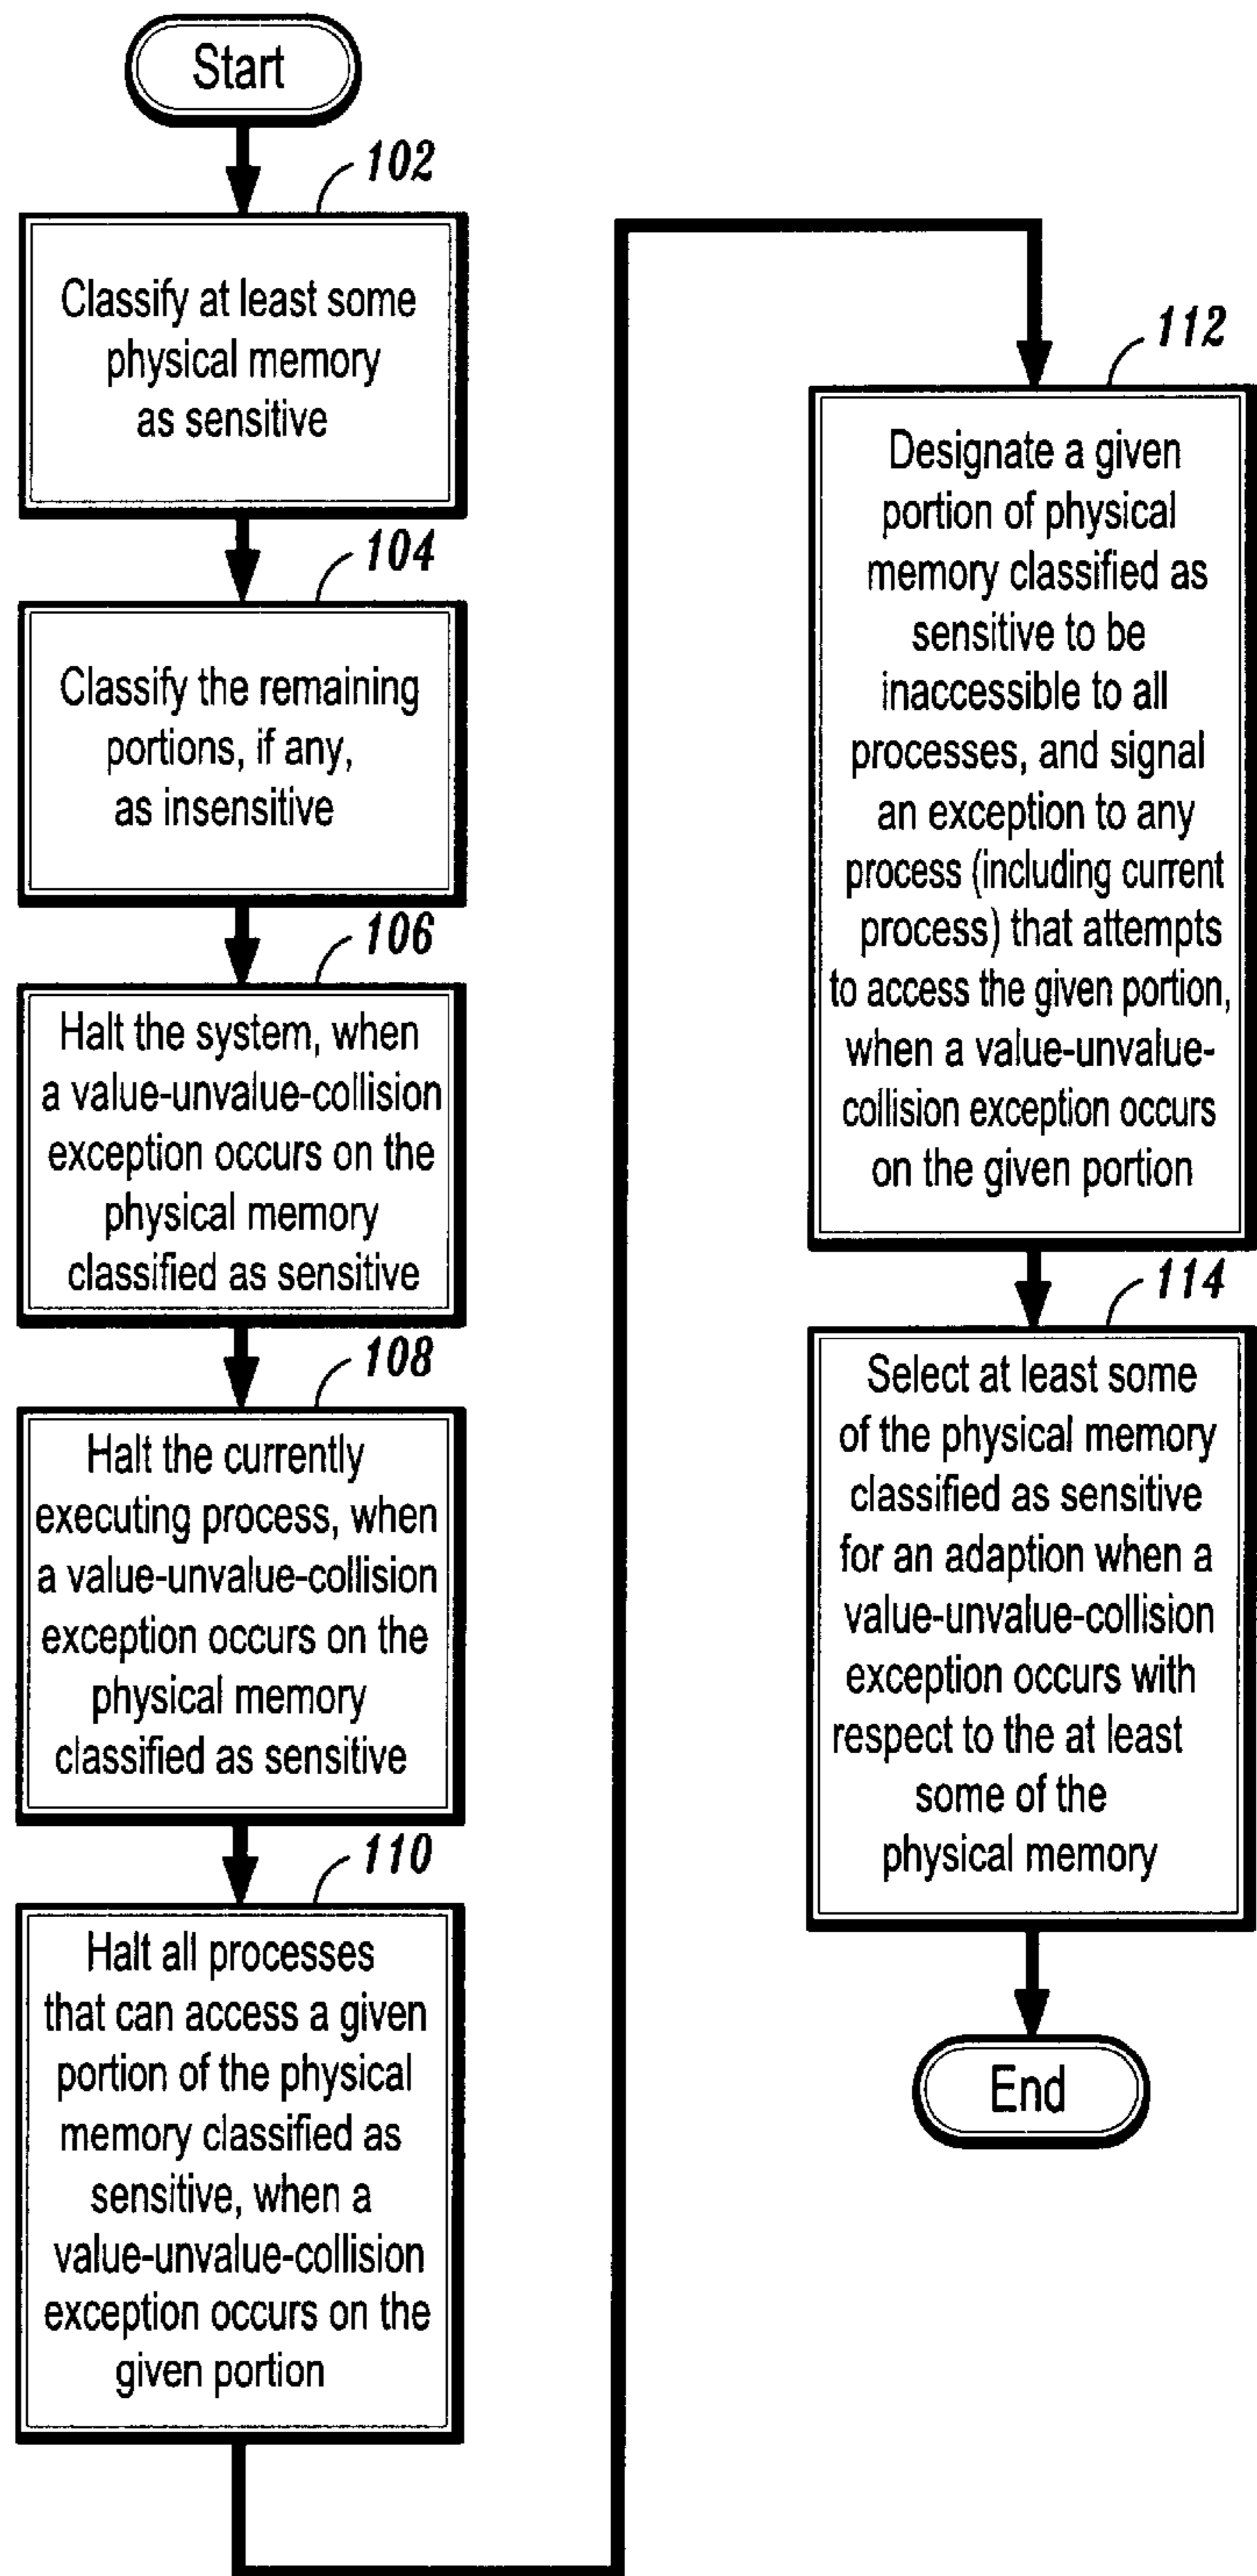 Start
102
Classify at least some
physical memory
as sensitive
104
Classify the remaining
portions, if any,
as insensitive
106
Halt the system, when
a value-unvalue-collision
exception occurs on the
physical memory
classified as sensitive
108
Halt the currently
executing process, when
a value-unvalue-collision
exception occurs on the
physical memory
classified as sensitive
110
Halt all processes
that can access a given
portion of the physical
memory classified as
sensitive, when a
value-unvalue-collision
exception occurs on the
given portion
112
Designate a given
portion of physical
memory classified as
sensitive to be
inaccessible to all
processes, and signal
an exception to any
process (including current
process) that attempts
to access the given portion,
when a value-unvalue-
collision exception occurs
on the given portion
114
Select at least some
of the physical memory
classified as sensitive
for an adaption when a
value-unvalue-collision
exception occurs with
respect to the at least
some of the
physical memory
End